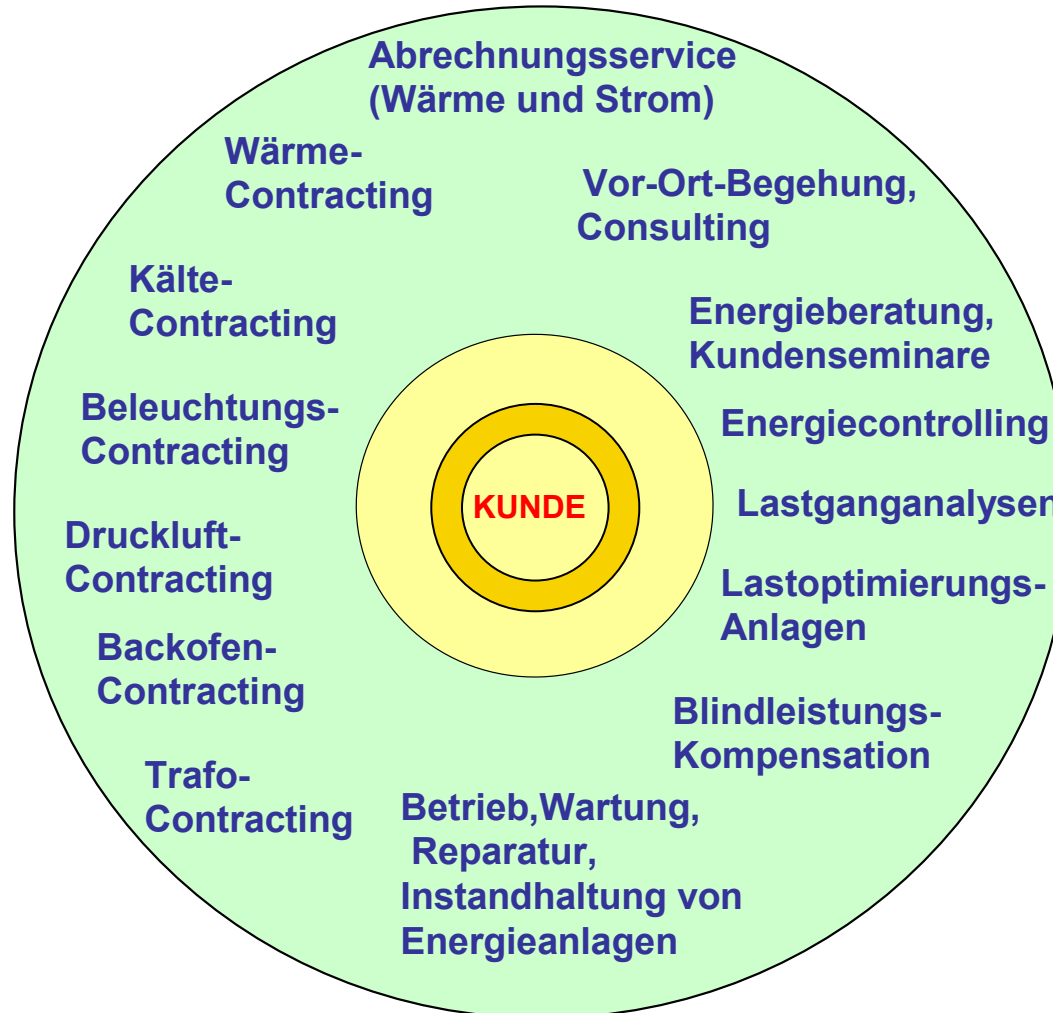 Abrechnungsservice
(Wärme und Strom)
Wärme-
Contracting
Vor-Ort-Begehung,
Consulting
Kälte-
Contracting
Energieberatung,
Kundenseminare
Beleuchtungs-
Contracting
Energiecontrolling
KUNDE
Lastganganalysen
Druckluft-
Contracting
Lastoptimierungs-
Anlagen
Backofen-
Contracting
Blindleistungs-
Kompensation
Trafo-
Contracting
Betrieb,Wartung,
Reparatur,
Instandhaltung von
Energieanlagen